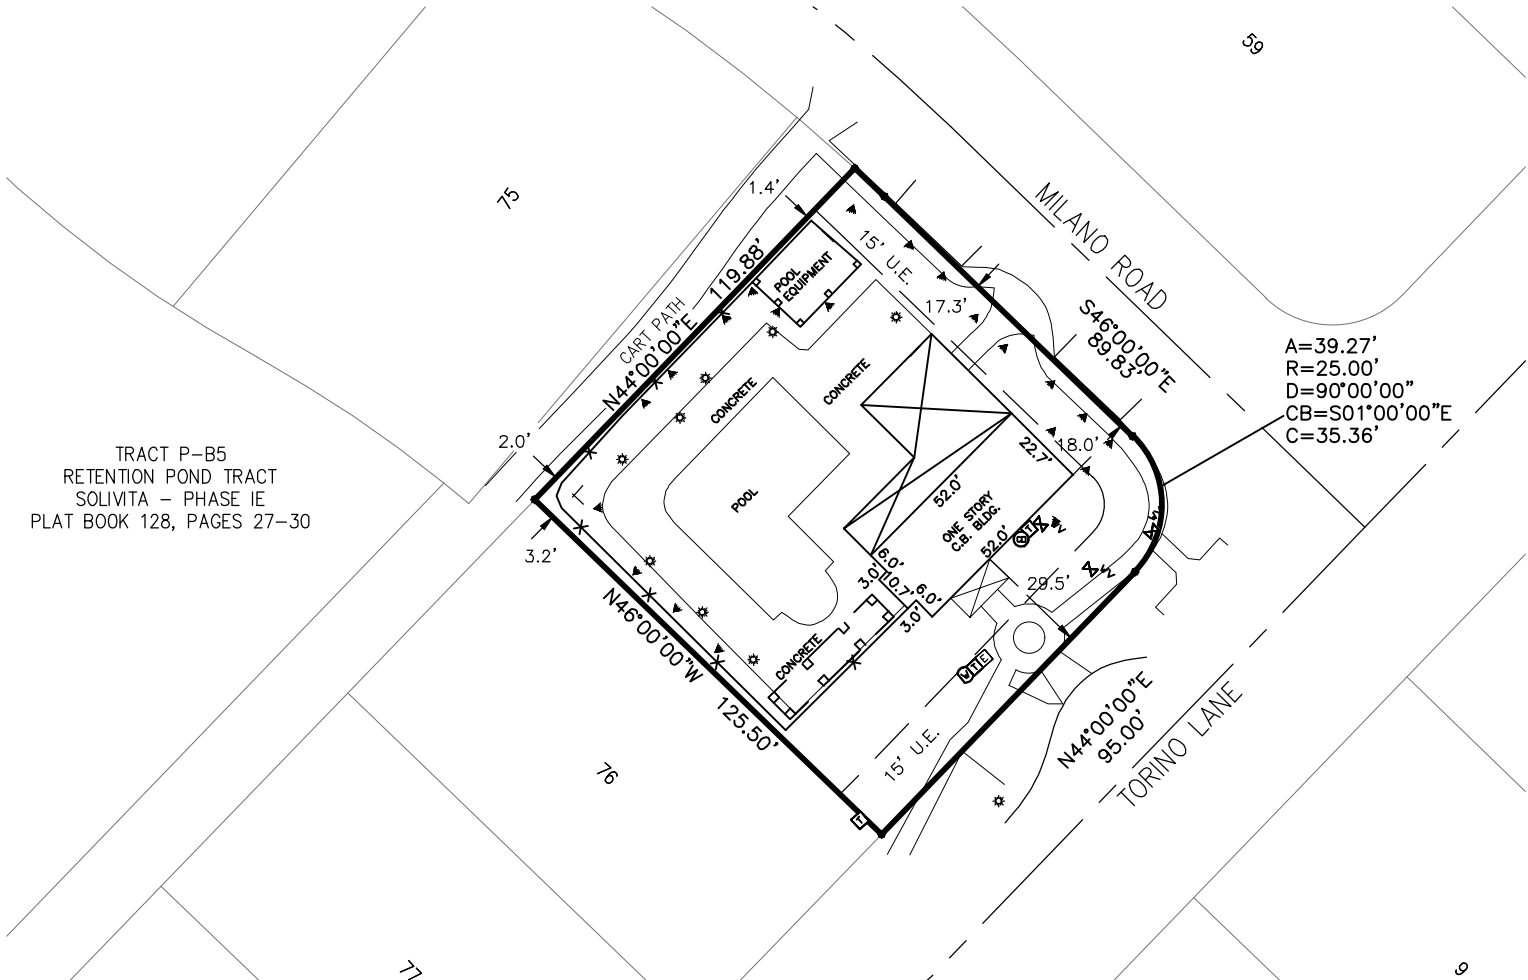 59
75
1.4'
15' U.E.
MILANO ROAD
POOL
EQUIPMENT
119.88'
N44°00'00"E
CART PATH
17.3'
S46°00'00"E
89.83'
A=39.27'
R=25.00'
D=90°00'00"
CB=S01°00'00"E
C=35.36'
CONCRETE
CONCRETE
2.0'
TRACT P-B5
RETENTION POND TRACT
SOLIVITA - PHASE IE
PLAT BOOK 128, PAGES 27-30
22.7'
18.0'
52.0'
POOL
ONE STORY
C.B. BLDG.
52.0'
B T
3.2'
6.0'
3.0'
10.7'
6.0'
3.0'
29.5'
N46°00'00"W
125.50'
CONCRETE
W T E
N44°00'00"E
95.00'
TORINO LANE
15' U.E.
76
T
77
9